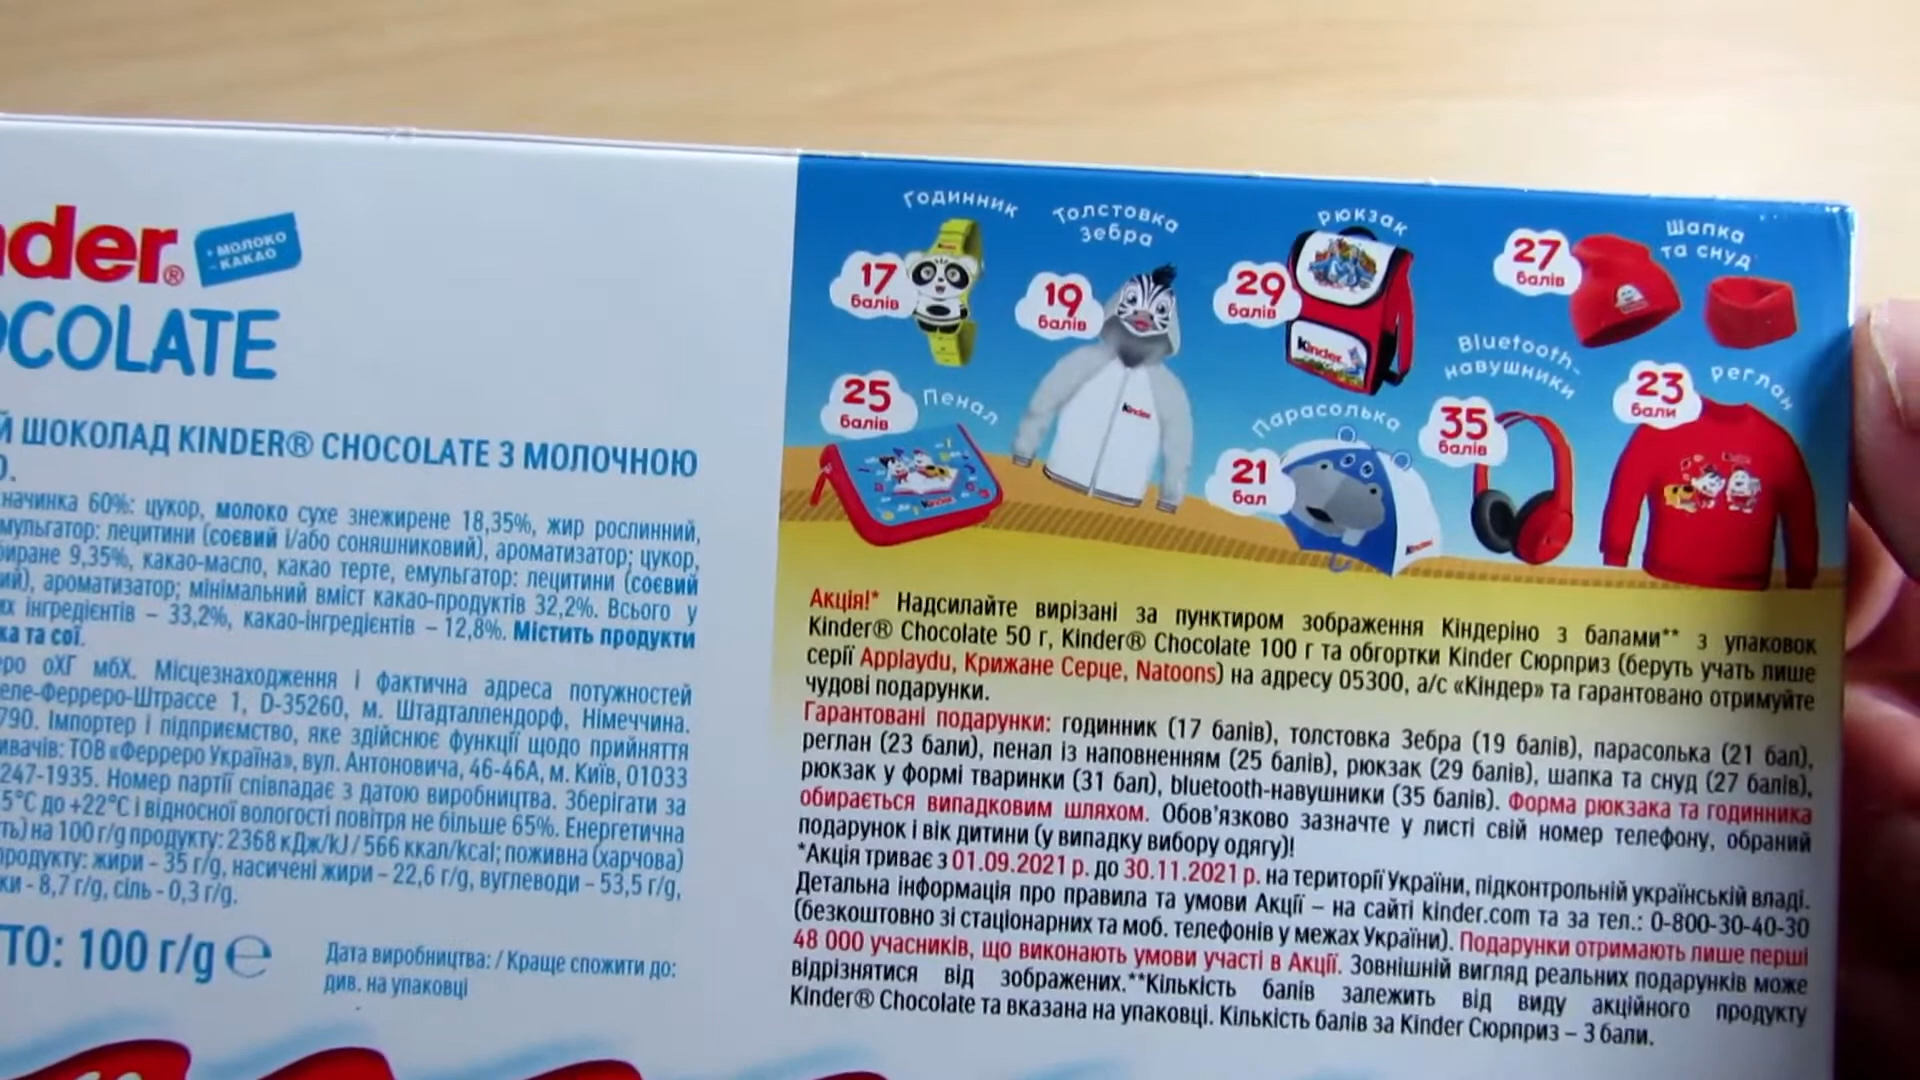 nder®
+ МОЛОКО
- КАКАО
OCOLATE
Й ШОКОЛАД KINDER® CHOCOLATE З МОЛОЧНОЮ
начинка 60%: цукор, молоко сухе знежирене 18,35%, жир рослинний,
мульгатор: лецитини (соєвий і/або соняшниковий), ароматизатор; цукор,
биране 9,35%, какао-масло, какао терте, емульгатор: лецитини (соєвий
ий), ароматизатор; мінімальний вміст какао-продуктів 32,2%. Всього у
их інгредієнтів – 33,2%, какао-інгредієнтів – 12,8%. Містить продукти
ка та сої.
еро оХГ мбХ. Місцезнаходження і фактична адреса потужностей
еле-Ферреро-Штрассе 1, D-35260, м. Штадталлендорф, Німеччина.
790. Імпортер і підприємство, яке здійснює функції щодо прийняття
ивачів: ТОВ «Ферреро Україна», вул. Антоновича, 46-46А, м. Київ, 01033
247-1935. Номер партії співпадає з датою виробництва. Зберігати за
5°С до +22°С і відносної вологості повітря не більше 65%. Енергетична
ть) на 100 г/g продукту: 2368 кДж/kJ / 566 ккал/kcal; поживна (харчова)
продукту: жири – 35 г/g, насичені жири – 22,6 г/g, вуглеводи – 53,5 г/g,
ки - 8,7 г/g, сіль - 0,3 г/g.
ТО: 100 г/g ℮
Дата виробництва: / Краще спожити до:
див. на упаковці
Годинник
17
балів
Толстовка
Зебра
19
балів
Kinder
рюкзак
29
балів
Kinder
27
балів
Шапка
та снуд
25
балів
Пенал
Kinder
Парасолька
21
бал
Kinder
Bluetooth-
навушники
35
балів
23
бали
реглан
Акція!* Надсилайте вирізані за пунктиром зображення Кіндеріно з балами** з упаковок
Kinder® Chocolate 50 г, Kinder® Chocolate 100 г та обгортки Kinder Сюрприз (беруть учать лише
серії Applaydu, Крижане Серце, Natoons) на адресу 05300, а/с «Кіндер» та гарантовано отримуйте
чудові подарунки.
Гарантовані подарунки: годинник (17 балів), толстовка Зебра (19 балів), парасолька (21 бал),
реглан (23 бали), пенал із наповненням (25 балів), рюкзак (29 балів), шапка та снуд (27 балів),
рюкзак у формі тваринки (31 бал), bluetooth-навушники (35 балів). Форма рюкзака та годинника
обирається випадковим шляхом. Обов'язково зазначте у листі свій номер телефону, обраний
подарунок і вік дитини (у випадку вибору одягу)!
*Акція триває з 01.09.2021 р. до 30.11.2021 р. на території України, підконтрольній українській владі.
Детальна інформація про правила та умови Акції – на сайті kinder.com та за тел.: 0-800-30-40-30
(безкоштовно зі стаціонарних та моб. телефонів у межах України). Подарунки отримають лише перші
48 000 учасників, що виконають умови участі в Акції. Зовнішній вигляд реальних подарунків може
відрізнятися від зображених.**Кількість балів залежить від виду акційного продукту
Kinder® Chocolate та вказана на упаковці. Кількість балів за Kinder Сюрприз – 3 бали.